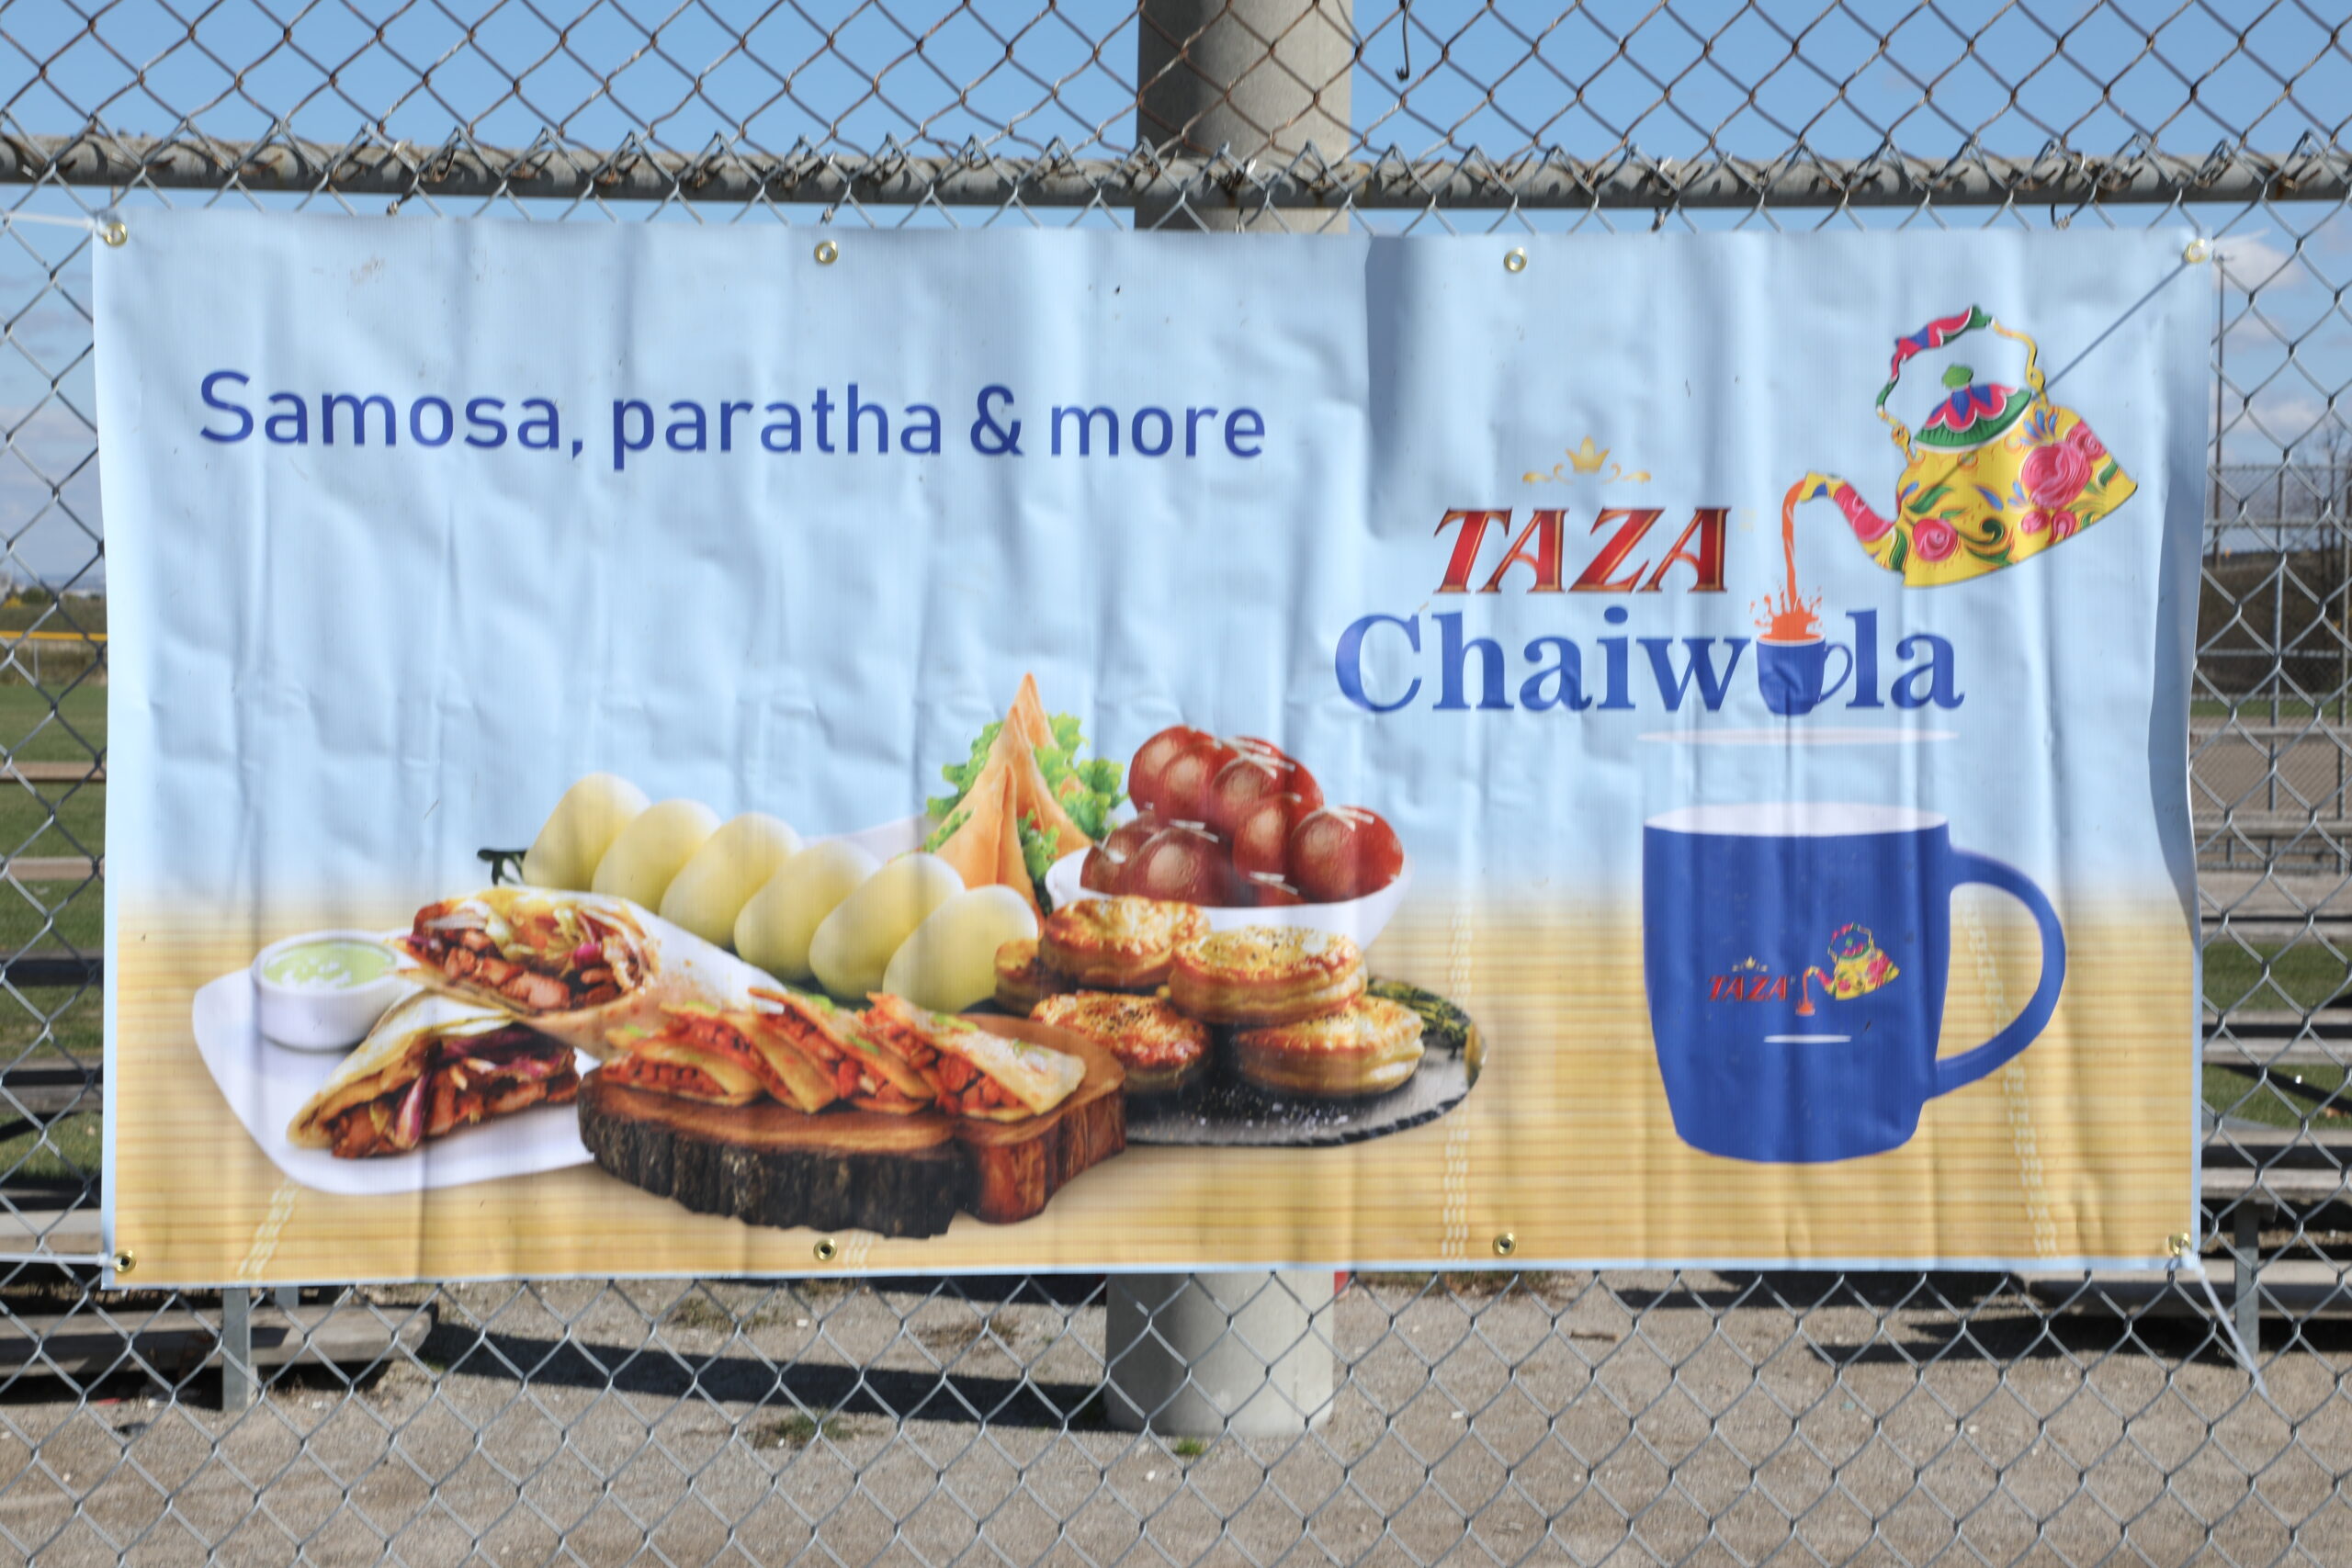 Samosa, paratha & more
TAZA
Chaiwala
TAZA